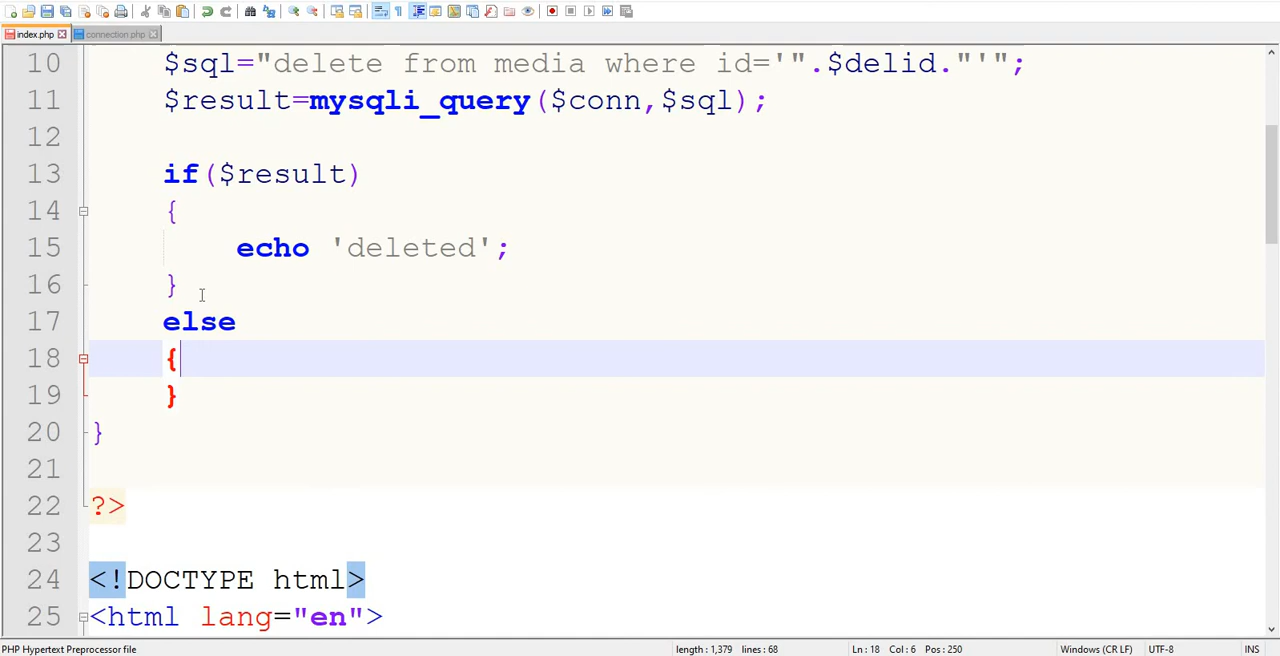 index.php connection.php
10 $sql="delete from media where id='".$delid."'";
11 $result=mysqli_query($conn,$sql);
12
13 if($result)
14 {
15 echo 'deleted';
16 }
17 else
18 {
19 }
20 }
21
22 ?>
23
24 <!DOCTYPE html>
25 <html lang="en">
PHP Hypertext Preprocessor file length : 1,379 lines : 68 Ln : 18 Col : 6 Pos : 250 Windows (CR LF) UTF-8 INS